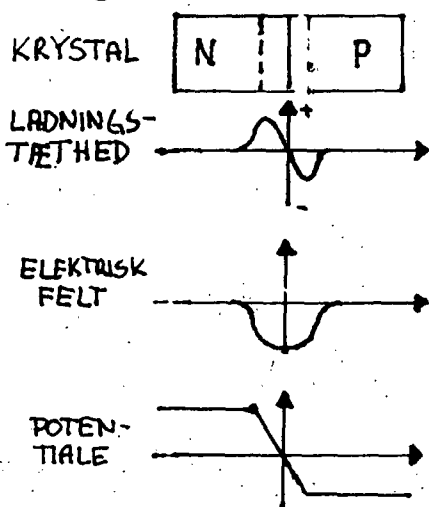 KRYSTAL N P
LADNINGS-
TÆTHED
+
-
ELEKTRISK
FELT
POTEN-
TIALE